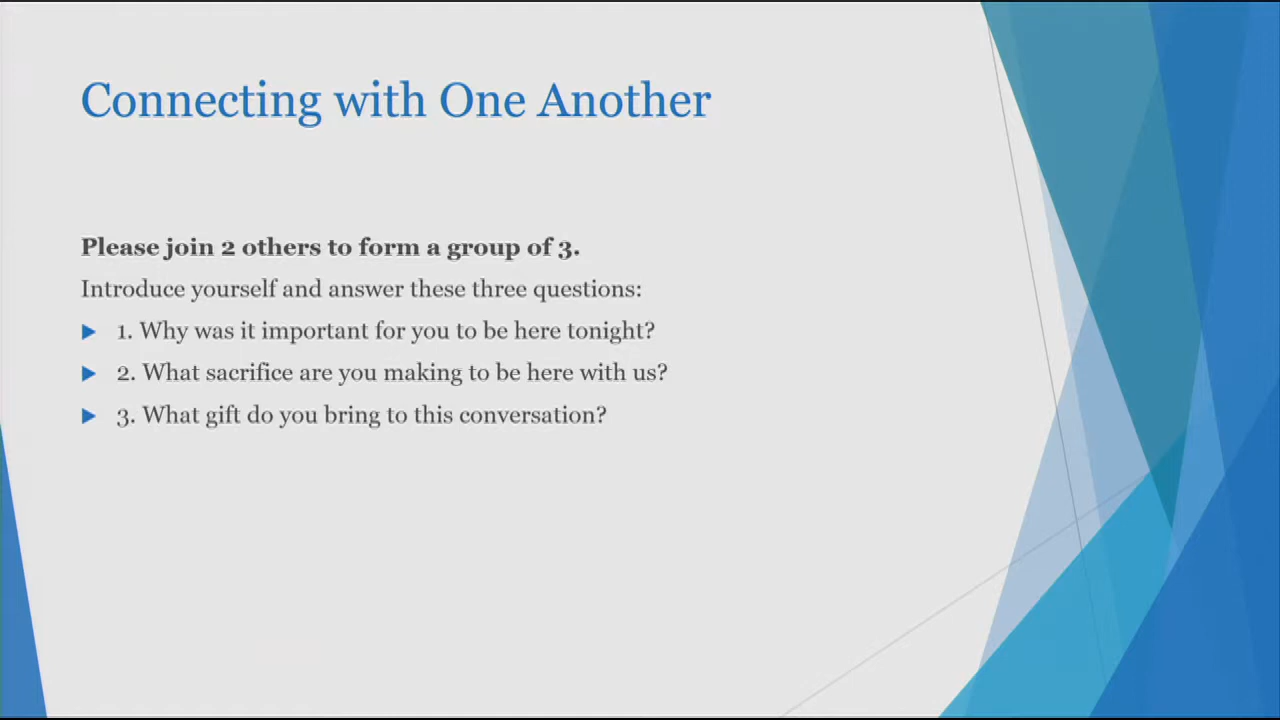 Connecting with One Another
Please join 2 others to form a group of 3.
Introduce yourself and answer these three questions:
1. Why was it important for you to be here tonight?
2. What sacrifice are you making to be here with us?
3. What gift do you bring to this conversation?